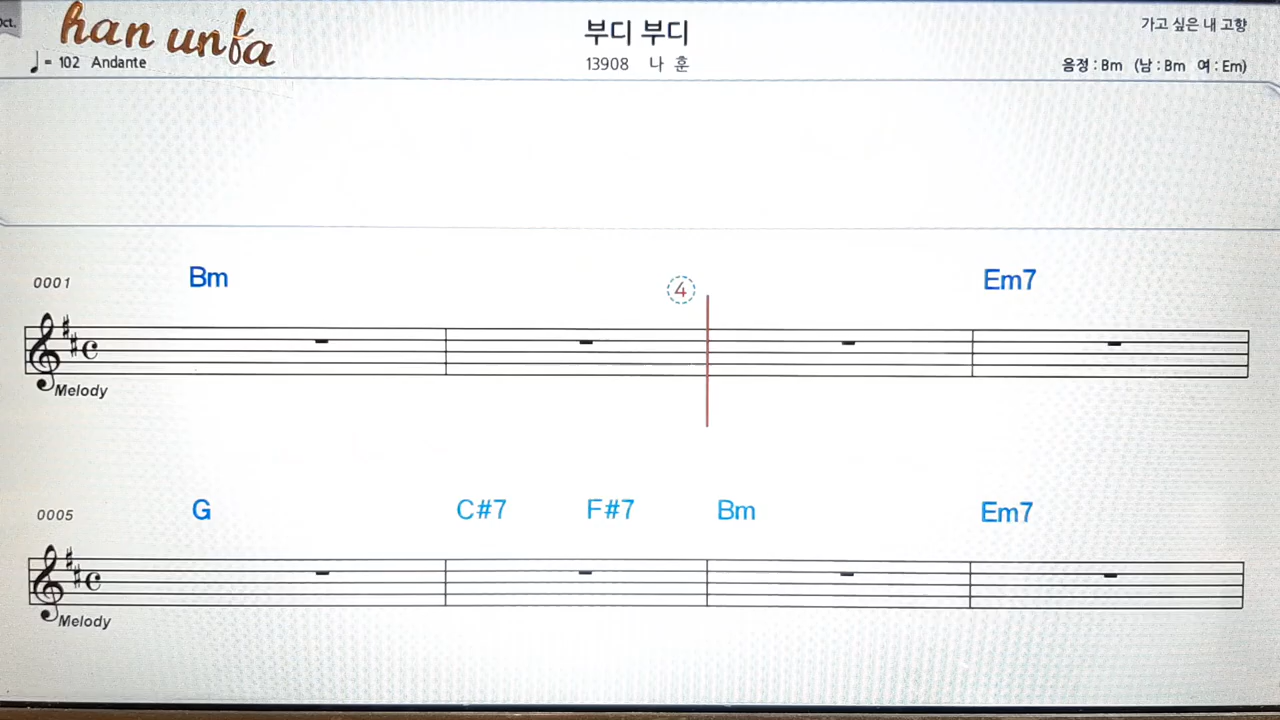 Oct.
han unfa
부디 부디
가고 싶은 내 고향
♩= 102 Andante
13908 나 훈
음정 : Bm (남 : Bm 여 : Em)
0001
Bm
4
Em7
Melody
0005
G
C#7
F#7
Bm
Em7
Melody